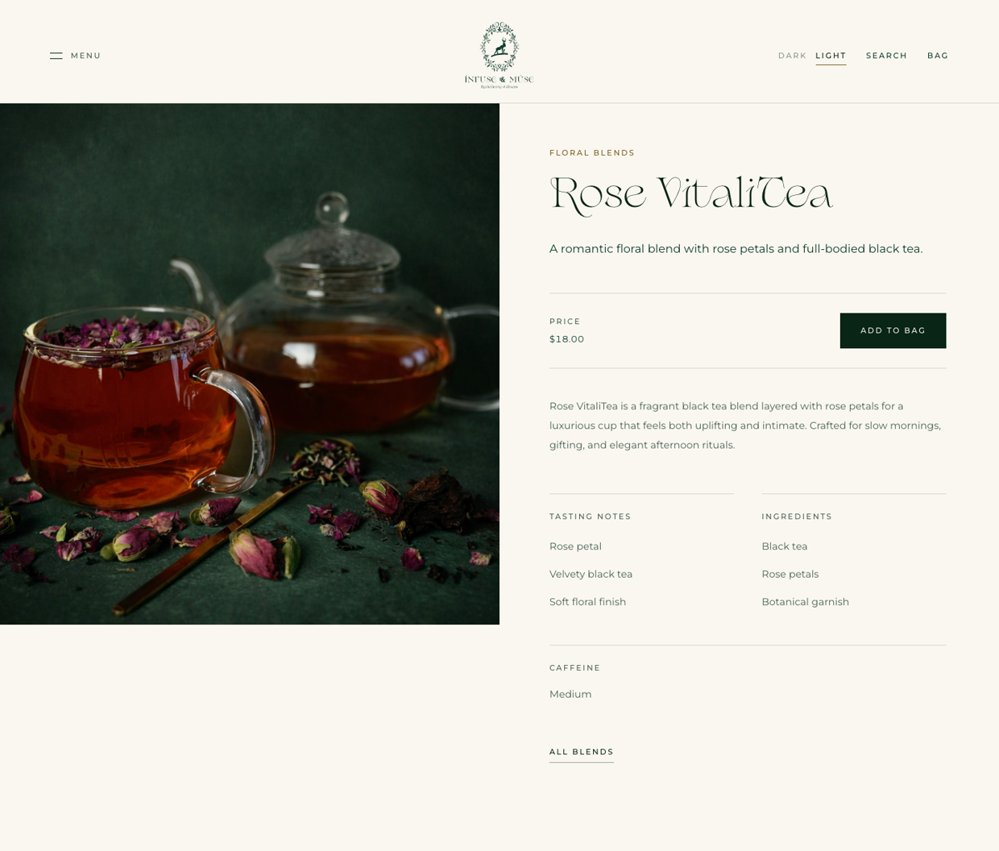 MENU
INFUSE & MUSE
DARK LIGHT SEARCH BAG
FLORAL BLENDS
Rose VitaliTea
A romantic floral blend with rose petals and full-bodied black tea.
PRICE
$18.00
ADD TO BAG
Rose VitaliTea is a fragrant black tea blend layered with rose petals for a
luxurious cup that feels both uplifting and intimate. Crafted for slow mornings,
gifting, and elegant afternoon rituals.
TASTING NOTES
Rose petal
Velvety black tea
Soft floral finish
INGREDIENTS
Black tea
Rose petals
Botanical garnish
CAFFEINE
Medium
ALL BLENDS